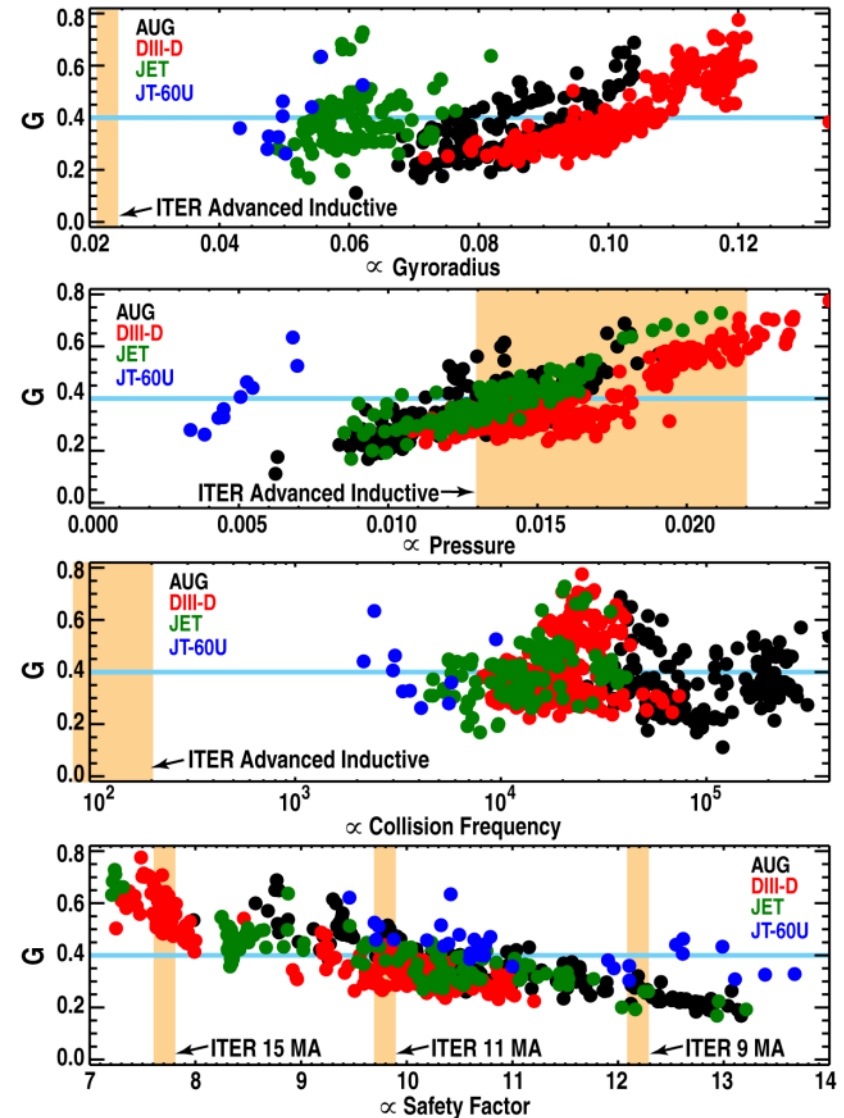 0.8
AUG
DIII-D
0.6
JET
JT-60U
G
0.4
0.2
ITER Advanced Inductive
0.0
0.02 0.04 0.06 0.08 0.10 0.12
∝ Gyroradius
0.8
AUG
DIII-D
0.6
JET
JT-60U
G
0.4
0.2
ITER Advanced Inductive
0.0
0.000 0.005 0.010 0.015 0.020
∝ Pressure
0.8
AUG
DIII-D
0.6
JET
JT-60U
G
0.4
0.2
ITER Advanced Inductive
0.0
10² 10³ 10⁴ 10⁵
∝ Collision Frequency
0.8
AUG
DIII-D
0.6
JET
JT-60U
G
0.4
0.2
ITER 15 MA ITER 11 MA ITER 9 MA
0.0
7 8 9 10 11 12 13 14
∝ Safety Factor